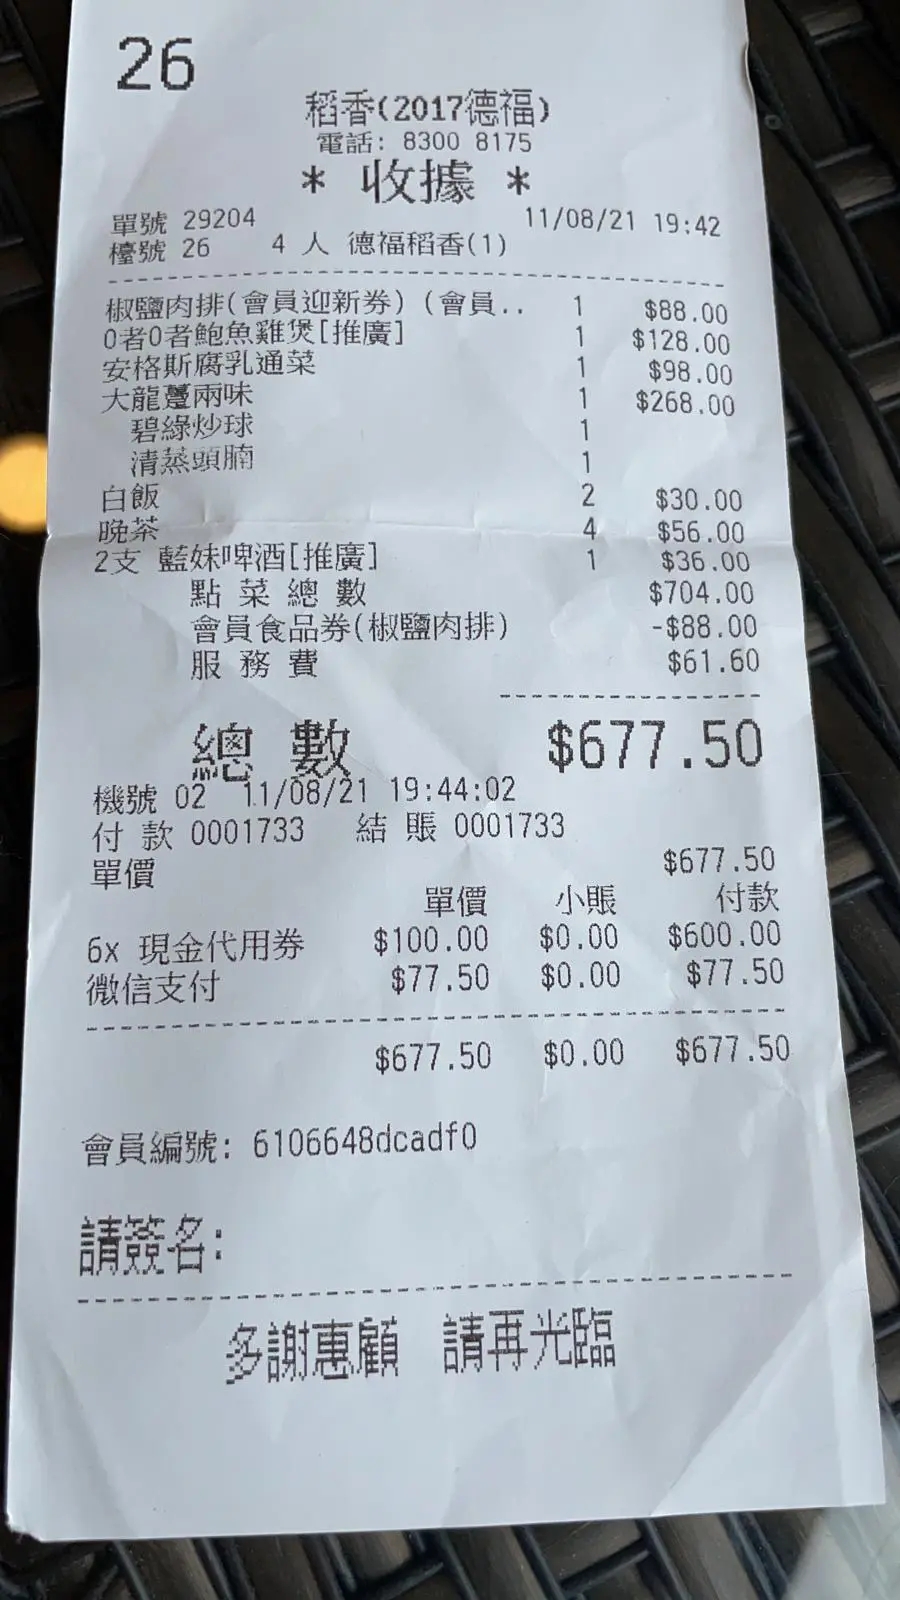 26
稻香(2017德福)
電話: 8300 8175
* 收據 *
單號 29204 11/08/21 19:42
檯號 26 4 人 德福稻香(1)
椒鹽肉排(會員迎新券) (會員.. 1 $88.00
0者0者鮑魚雞煲[推廣] 1 $128.00
安格斯腐乳通菜 1 $98.00
大龍躉兩味 1 $268.00
碧綠炒球 1
清蒸頭腩 1
白飯 2 $30.00
晚茶 4 $56.00
2支 藍妹啤酒[推廣] 1 $36.00
點 菜 總 數 $704.00
會員食品券(椒鹽肉排) -$88.00
服 務 費 $61.60
總 數 $677.50
機號 02 11/08/21 19:44:02
付 款 0001733 結 賬 0001733
單價 $677.50
單價 小賬 付款
6x 現金代用券 $100.00 $0.00 $600.00
微信支付 $77.50 $0.00 $77.50
$677.50 $0.00 $677.50
會員編號: 6106648dcadf0
請簽名:
多謝惠顧 請再光臨